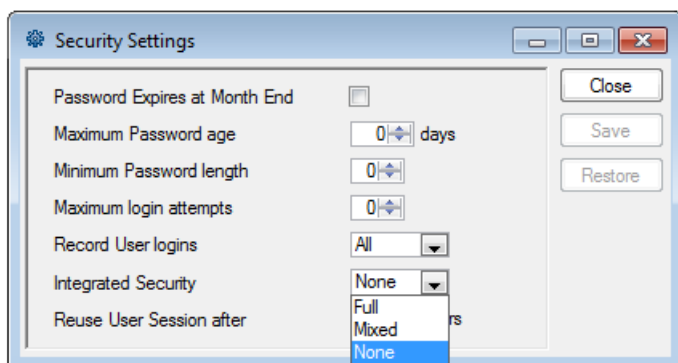 Security Settings
Password Expires at Month End
Close
Maximum Password age 0 days
Save
Minimum Password length 0
Restore
Maximum login attempts 0
Record User logins All
Integrated Security None
Full
Reuse User Session after
Mixed
None